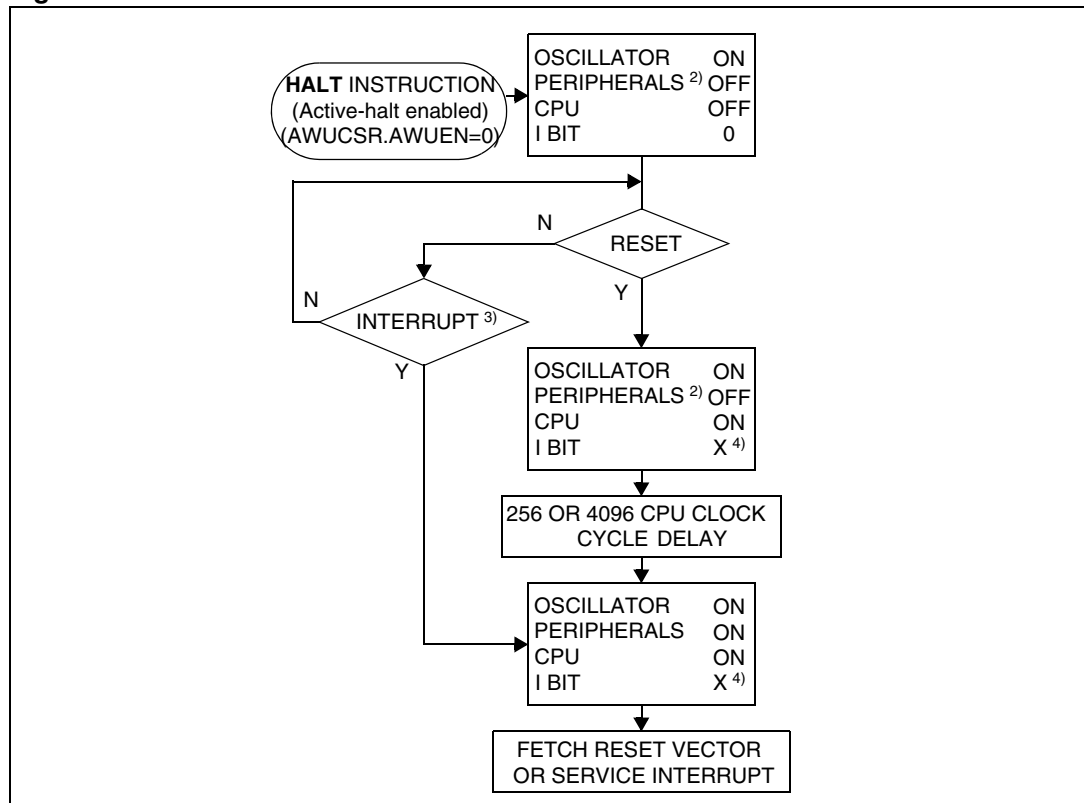 HALT INSTRUCTION
(Active-halt enabled)
(AWUCSR.AWUEN=0)
OSCILLATOR ON
PERIPHERALS 2) OFF
CPU OFF
I BIT 0
N
RESET
Y
N
INTERRUPT 3)
Y
OSCILLATOR ON
PERIPHERALS 2) OFF
CPU ON
I BIT X 4)
256 OR 4096 CPU CLOCK
CYCLE DELAY
OSCILLATOR ON
PERIPHERALS ON
CPU ON
I BIT X 4)
FETCH RESET VECTOR
OR SERVICE INTERRUPT